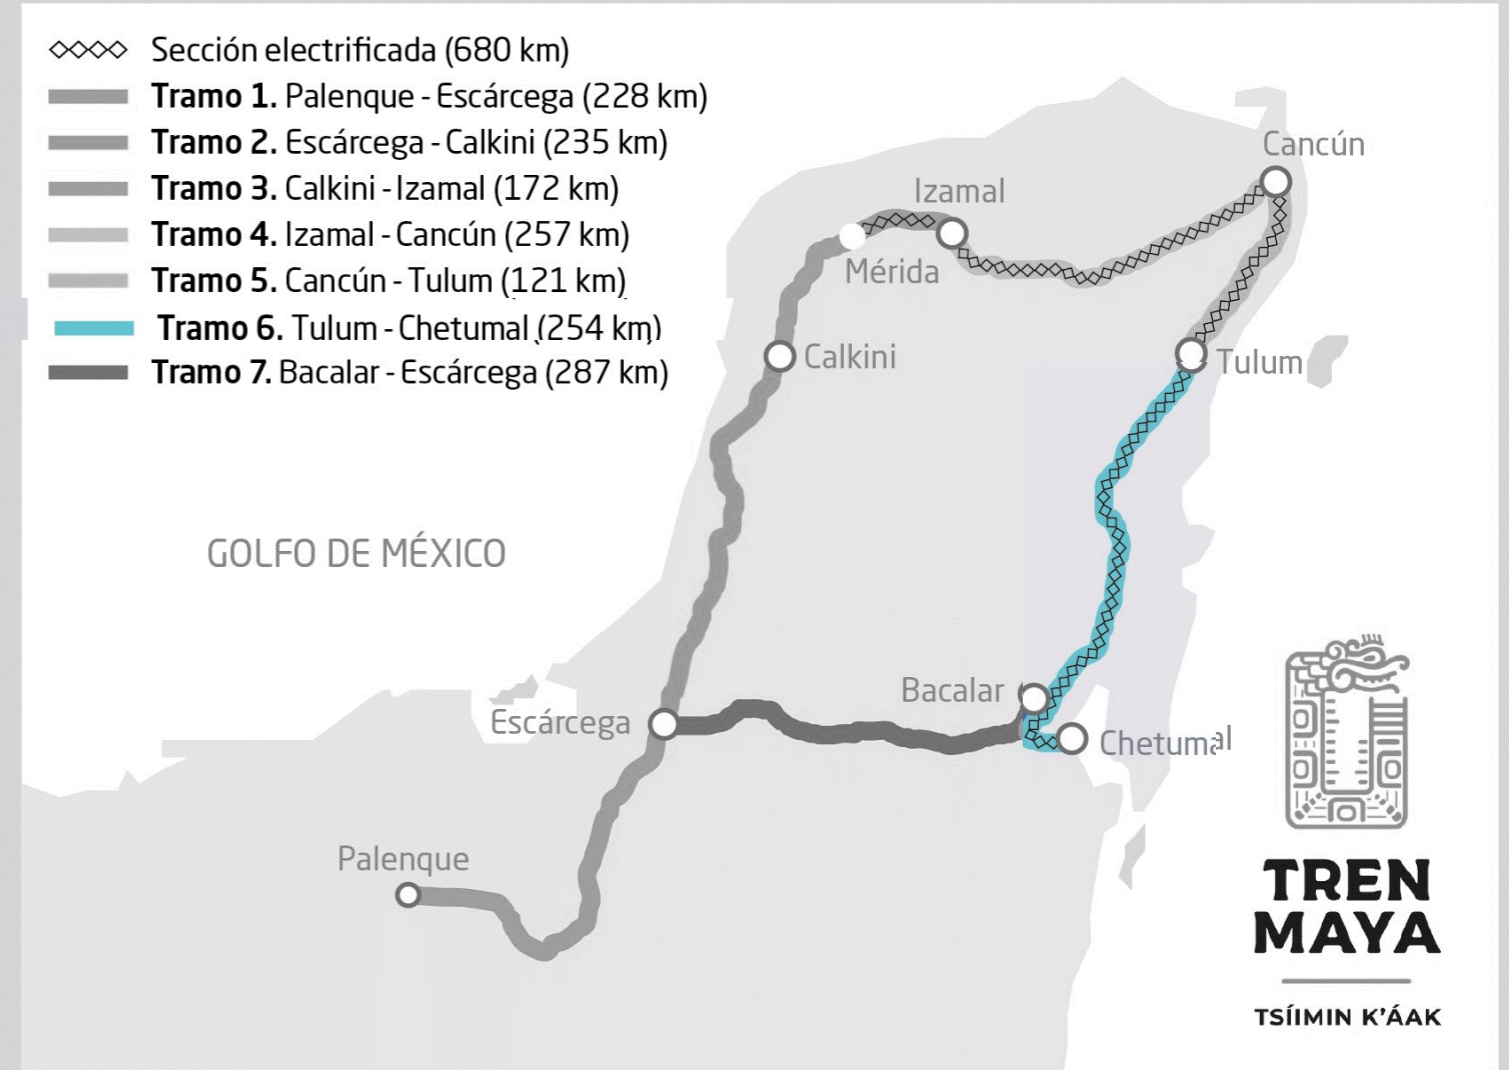 Sección electrificada (680 km)
Tramo 1. Palenque - Escárcega (228 km)
Tramo 2. Escárcega - Calkini (235 km)
Tramo 3. Calkini - Izamal (172 km)
Tramo 4. Izamal - Cancún (257 km)
Tramo 5. Cancún - Tulum (121 km)
Tramo 6. Tulum - Chetumal (254 km)
Tramo 7. Bacalar - Escárcega (287 km)
Cancún
Izamal
Mérida
Calkini
Tulum
GOLFO DE MÉXICO
Bacalar
Escárcega
Chetumal
Palenque
TREN
MAYA
TSÍIMIN K'ÁAK